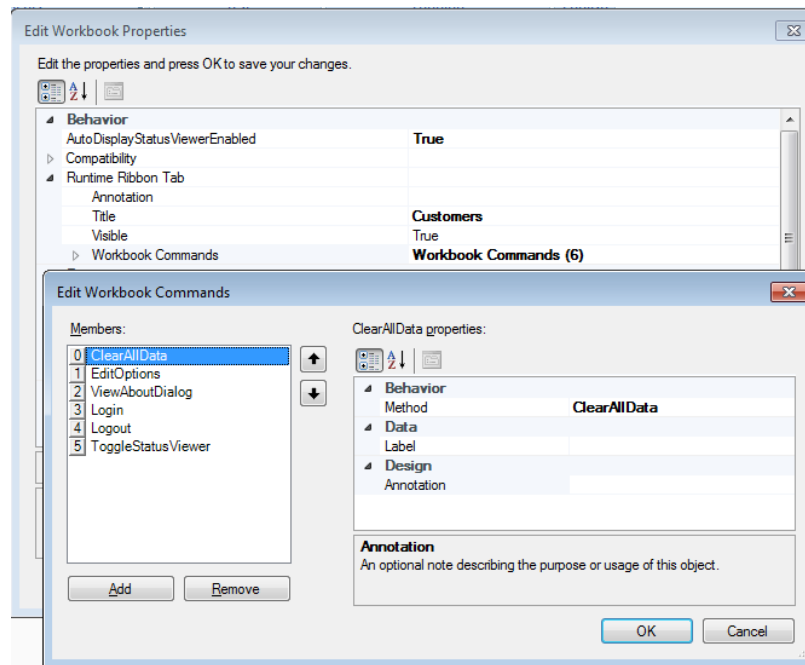 Edit Workbook Properties
Edit the properties and press OK to save your changes.
Behavior
AutoDisplayStatusViewerEnabled True
Compatibility
Runtime Ribbon Tab
Annotation
Title Customers
Visible True
Workbook Commands Workbook Commands (6)
Edit Workbook Commands
Members: ClearAllData properties:
0 ClearAllData
1 EditOptions
2 ViewAboutDialog
3 Login
4 Logout
5 ToggleStatusViewer
Behavior
Method ClearAllData
Data
Label
Design
Annotation
Annotation
An optional note describing the purpose or usage of this object.
Add Remove
OK Cancel